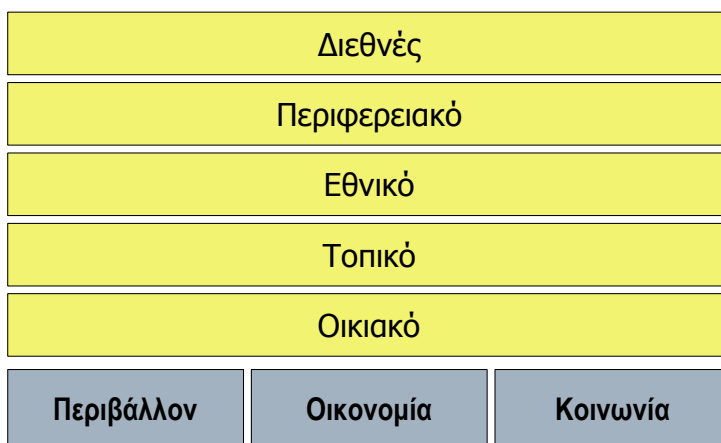 Διεθνές
Περιφερειακό
Εθνικό
Τοπικό
Οικιακό
Περιβάλλον Οικονομία Κοινωνία